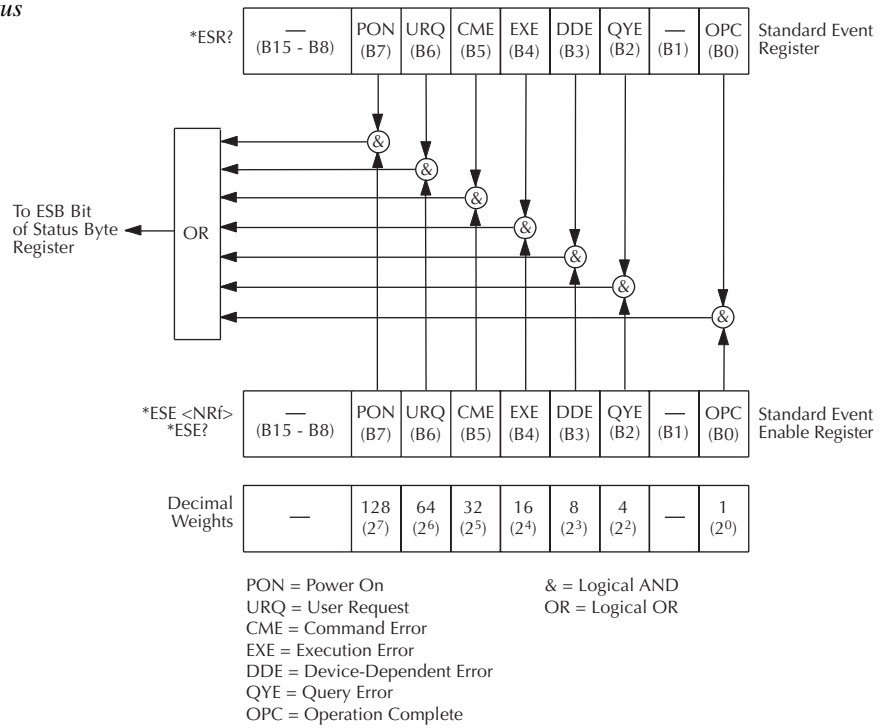 us
*ESR?
— (B15 - B8)
PON (B7)
URQ (B6)
CME (B5)
EXE (B4)
DDE (B3)
QYE (B2)
— (B1)
OPC (B0)
Standard Event
Register
&
&
&
&
&
&
&
To ESB Bit
of Status Byte
Register
OR
*ESE <NRf>
*ESE?
— (B15 - B8)
PON (B7)
URQ (B6)
CME (B5)
EXE (B4)
DDE (B3)
QYE (B2)
— (B1)
OPC (B0)
Standard Event
Enable Register
Decimal
Weights
—
128 (2⁷)
64 (2⁶)
32 (2⁵)
16 (2⁴)
8 (2³)
4 (2²)
—
1 (2⁰)
PON = Power On
URQ = User Request
CME = Command Error
EXE = Execution Error
DDE = Device-Dependent Error
QYE = Query Error
OPC = Operation Complete
& = Logical AND
OR = Logical OR